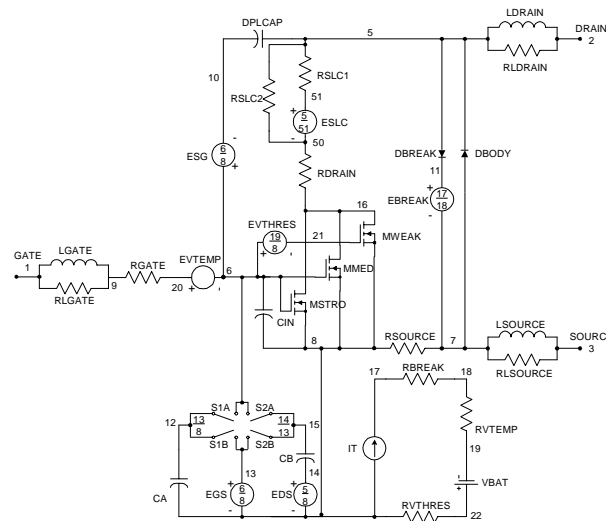 LDRAIN
DPLCAP 5 DRAIN
2
RLDRAIN
10
RSLC1
RSLC2 51
+ 5
51 ESLC
-
50
- 6
8 +
ESG
RDRAIN
DBREAK DBODY
11
+ 17
18 -
EBREAK
16
EVTHRES
+ 19 -
8
21 MWEAK
LGATE
GATE
1
RLGATE
9
RGATE
EVTEMP
20 + -
6
MMED
MSTRO
CIN
8
RSOURCE
7
LSOURCE
SOURC
3
RLSOURCE
S1A S2A
12 13
8
14
13
15
S1B S2B
13
CA
CB
14
EGS + 6
8 -
EDS + 5
8 -
17 RBREAK 18
RVTEMP
19
IT
- +
VBAT
RVTHRES
22